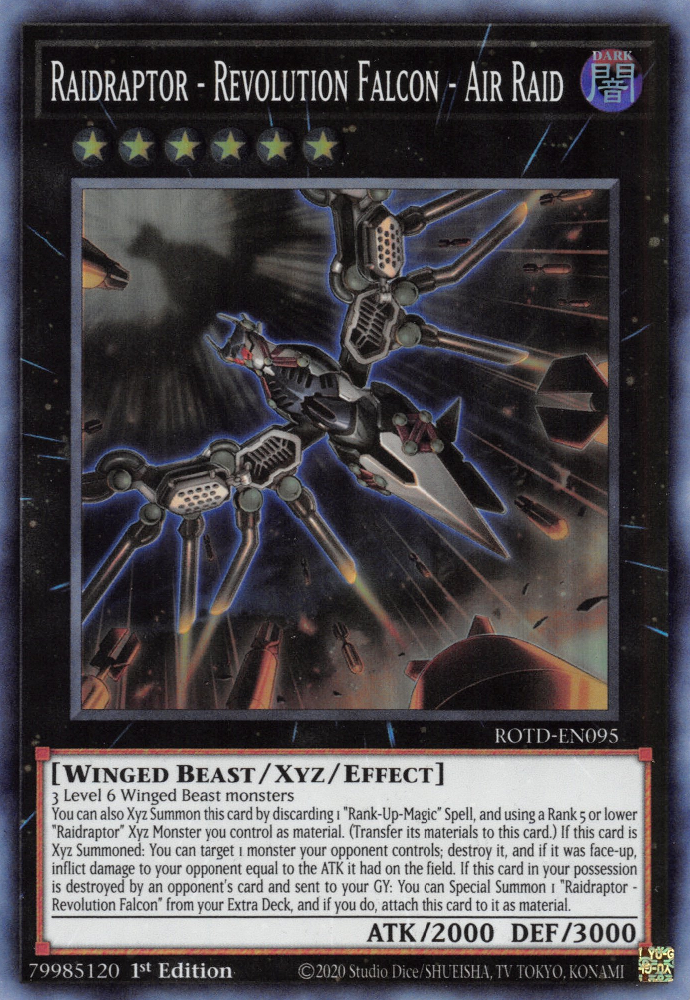 RAIDRAPTOR - REVOLUTION FALCON - AIR RAID
DARK
闇
ROTD-EN095
[WINGED BEAST/XYZ/EFFECT]
3 Level 6 Winged Beast monsters
You can also Xyz Summon this card by discarding 1 "Rank-Up-Magic" Spell, and using a Rank 5 or lower
"Raidraptor" Xyz Monster you control as material. (Transfer its materials to this card.) If this card is
Xyz Summoned: You can target 1 monster your opponent controls; destroy it, and if it was face-up,
inflict damage to your opponent equal to the ATK it had on the field. If this card in your possession
is destroyed by an opponent's card and sent to your GY: You can Special Summon 1 "Raidraptor -
Revolution Falcon" from your Extra Deck, and if you do, attach this card to it as material.
ATK/2000 DEF/3000
79985120 1st Edition ©2020 Studio Dice/SHUEISHA, TV TOKYO, KONAMI